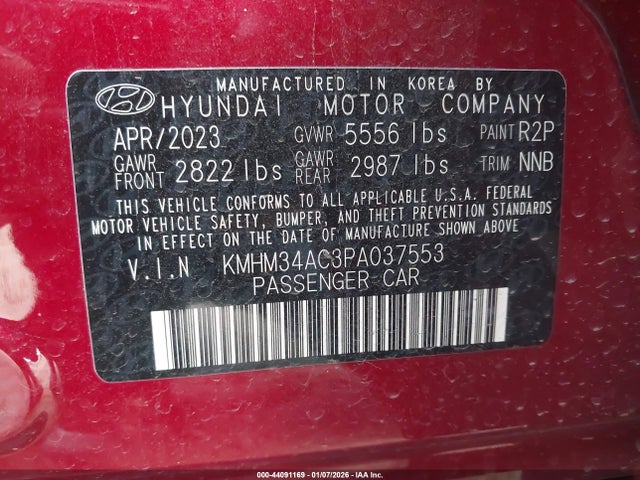 MANUFACTURED IN KOREA BY
HYUNDAI MOTOR COMPANY
APR/2023 GVWR 5556 lbs PAINT R2P
GAWR FRONT 2822 lbs GAWR REAR 2987 lbs TRIM NNB
THIS VEHICLE CONFORMS TO ALL APPLICABLE U.S.A. FEDERAL
MOTOR VEHICLE SAFETY, BUMPER, AND THEFT PREVENTION STANDARDS
IN EFFECT ON THE DATE OF MANUFACTURE SHOWN ABOVE
V.I.N KMHM34AC3PA037553
PASSENGER CAR
000-44091169 | 01/07/2026 | IAA Inc.